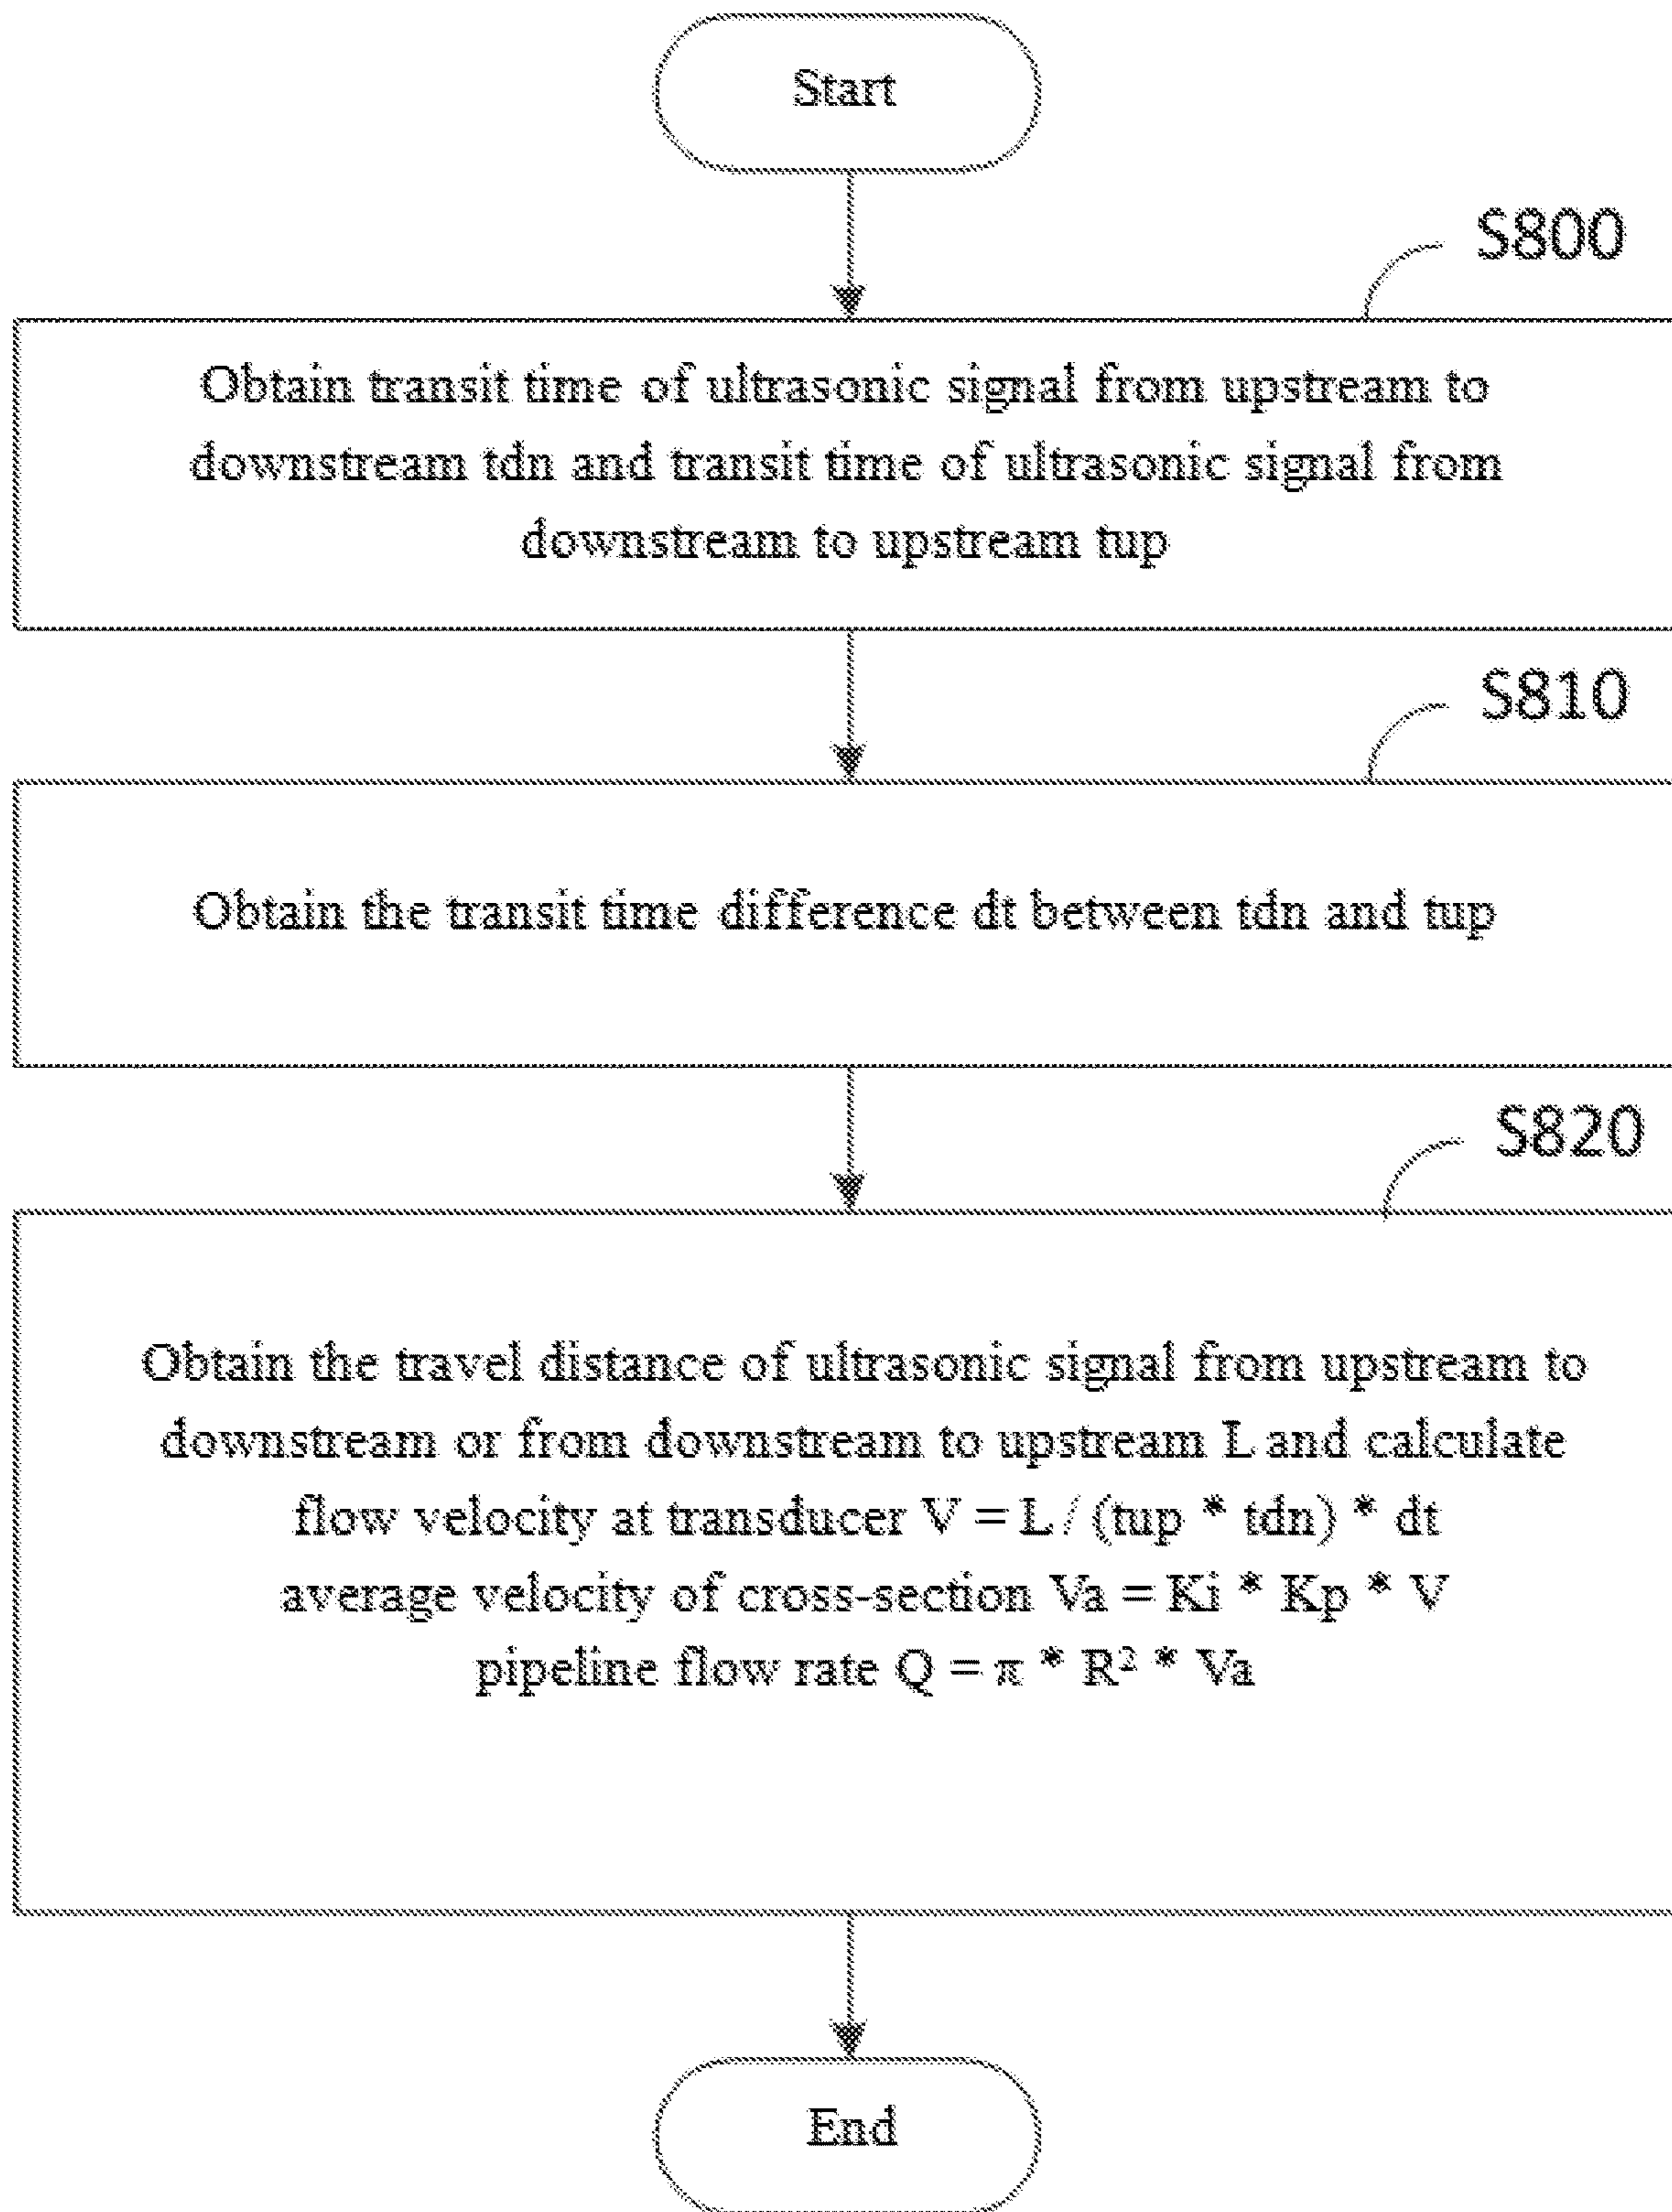 Start
S800
Obtain transit time of ultrasonic signal from upstream to
downstream tdn and transit time of ultrasonic signal from
downstream to upstream tup
S810
Obtain the transit time difference dt between tdn and tup
S820
Obtain the travel distance of ultrasonic signal from upstream to
downstream or from downstream to upstream L and calculate
flow velocity at transducer V = L / (tup * tdn) * dt
average velocity of cross-section Va = Ki * Kp * V
pipeline flow rate Q = π * R² * Va
End